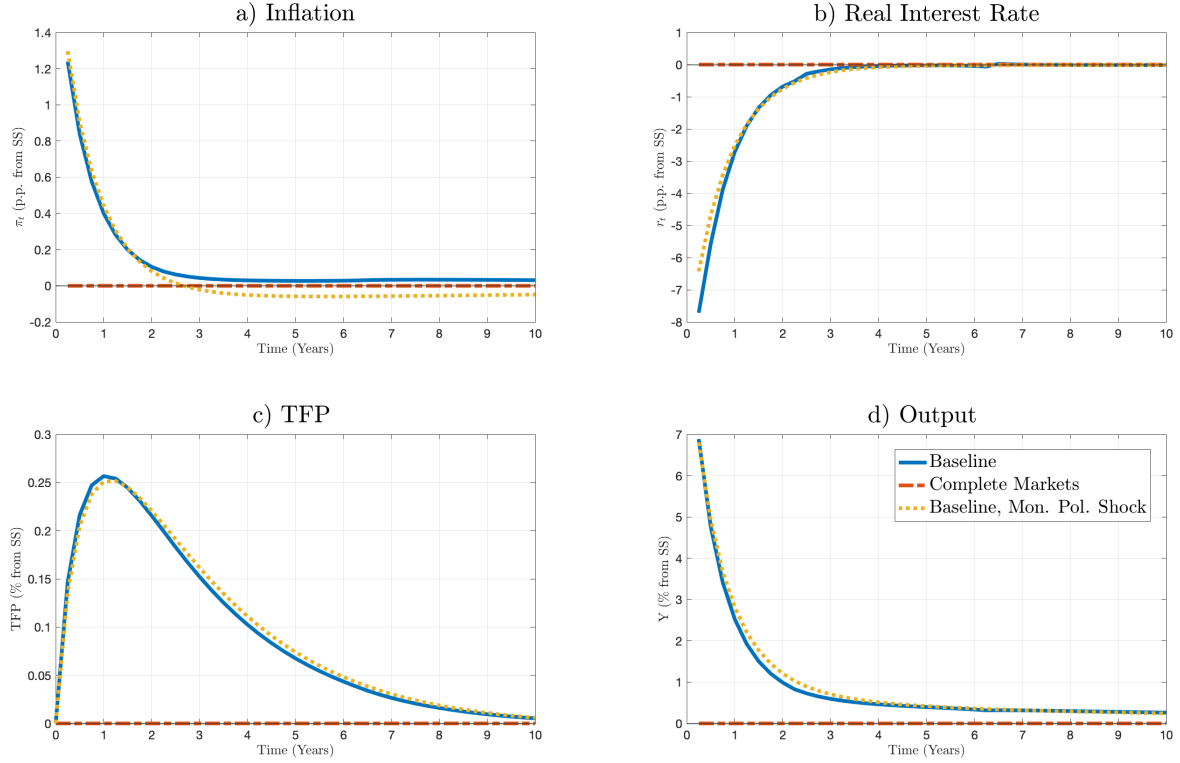 a) Inflation
1.4
1.2
1
0.8
0.6
0.4
0.2
0
-0.2
π_t (p.p. from SS)
0 1 2 3 4 5 6 7 8 9 10
Time (Years)
b) Real Interest Rate
1
0
-1
-2
-3
-4
-5
-6
-7
-8
r_t (p.p. from SS)
0 1 2 3 4 5 6 7 8 9 10
Time (Years)
c) TFP
0.3
0.25
0.2
0.15
0.1
0.05
0
TFP (% from SS)
0 1 2 3 4 5 6 7 8 9 10
Time (Years)
d) Output
7
6
5
4
3
2
1
0
Y (% from SS)
0 1 2 3 4 5 6 7 8 9 10
Time (Years)
Baseline
Complete Markets
Baseline, Mon. Pol. Shock